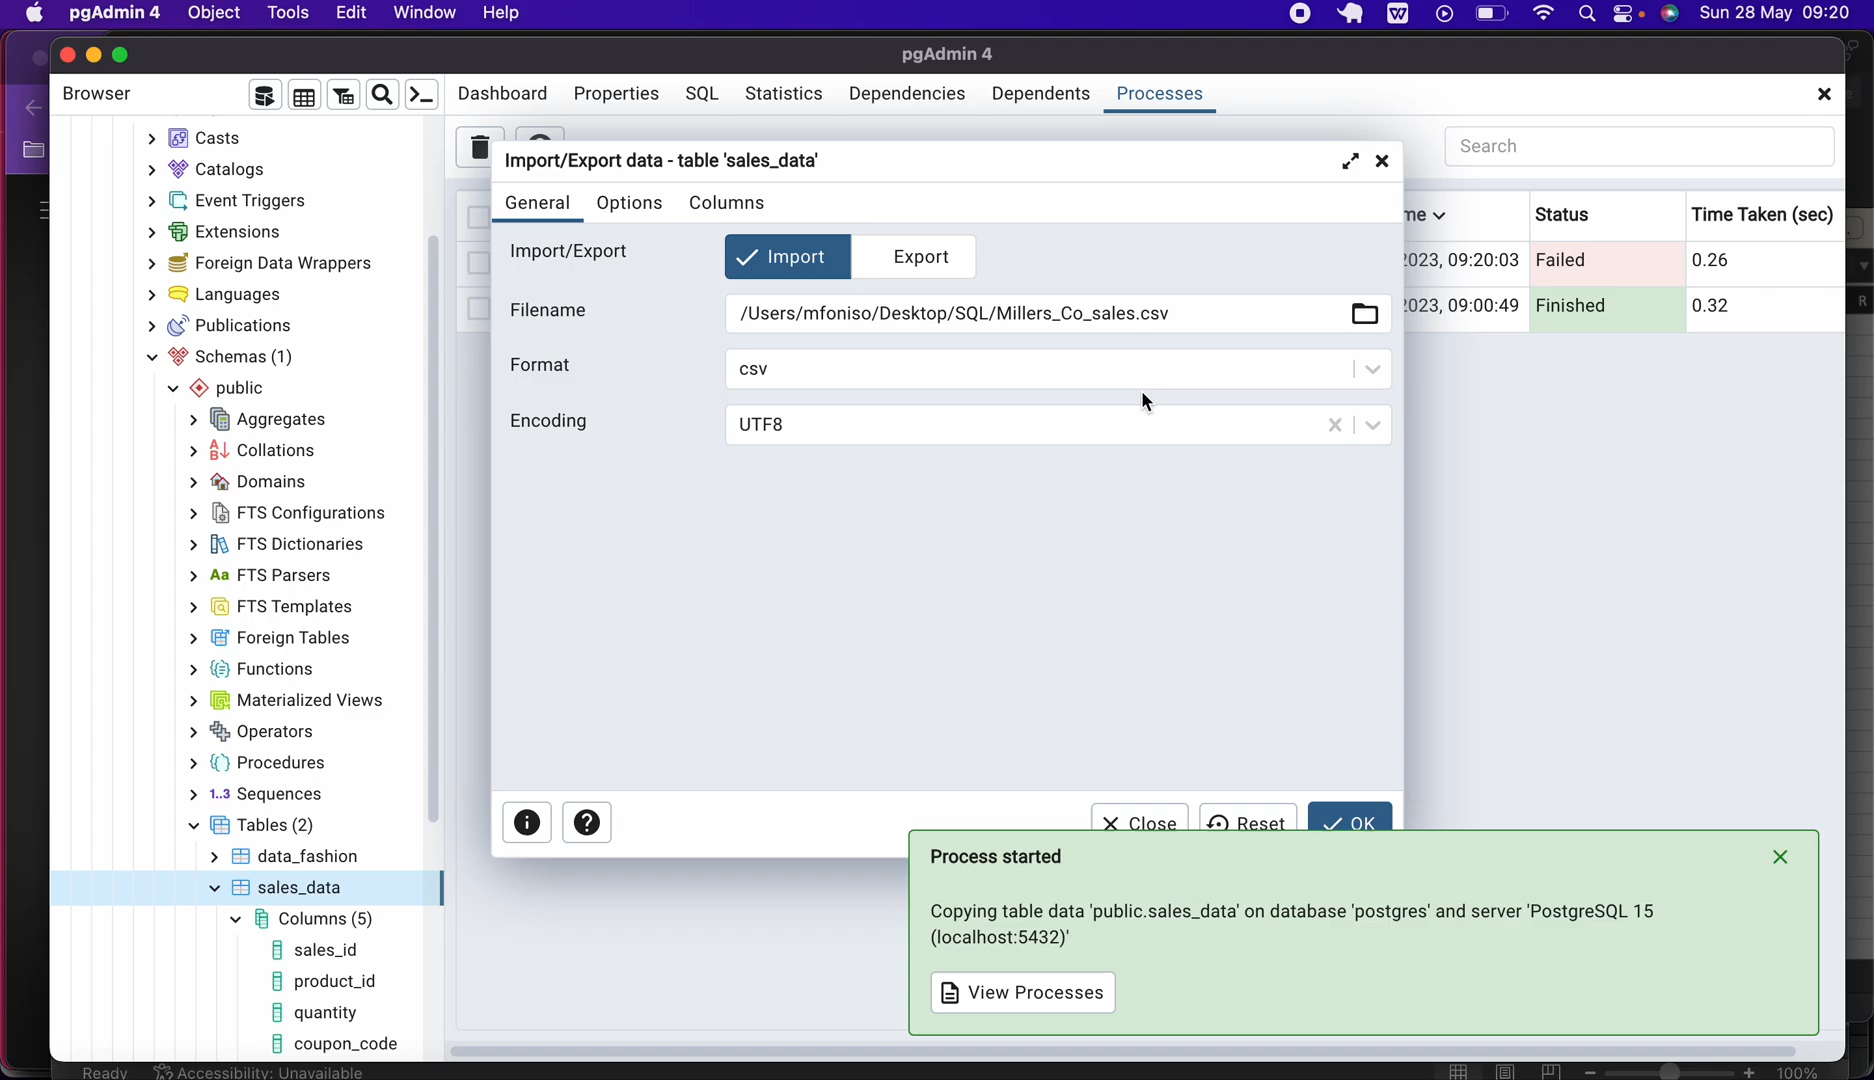 pgAdmin 4 Object Tools Edit Window Help Sun 28 May 09:20
pgAdmin 4
Browser
Dashboard Properties SQL Statistics Dependencies Dependents Processes
Casts
Catalogs
Event Triggers
Extensions
Foreign Data Wrappers
Languages
Publications
Schemas (1)
public
Aggregates
Collations
Domains
FTS Configurations
FTS Dictionaries
Aa FTS Parsers
FTS Templates
Foreign Tables
Functions
Materialized Views
Operators
Procedures
1..3 Sequences
Tables (2)
data_fashion
sales_data
Columns (5)
sales_id
product_id
quantity
coupon_code
Search
Status Time Taken (sec)
2023, 09:20:03 Failed 0.26
2023, 09:00:49 Finished 0.32
Import/Export data - table 'sales_data'
General Options Columns
Import/Export Import Export
Filename /Users/mfoniso/Desktop/SQL/Millers_Co_sales.csv
Format csv
Encoding UTF8
Close Reset OK
Process started
Copying table data 'public.sales_data' on database 'postgres' and server 'PostgreSQL 15
(localhost:5432)'
View Processes
Ready Accessibility: Unavailable 100%